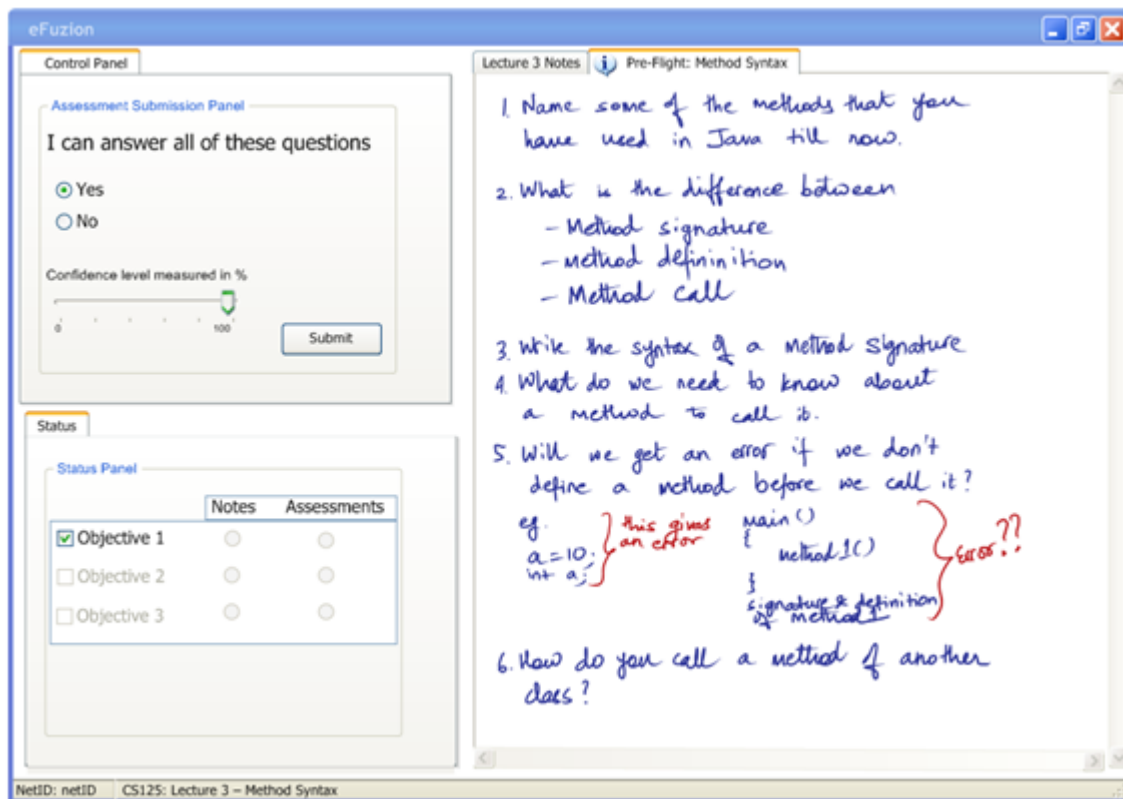 eFuzion
Control Panel
Assessment Submission Panel
I can answer all of these questions
Yes
No
Confidence level measured in %
0
100
Submit
Status
Status Panel
Notes Assessments
Objective 1
Objective 2
Objective 3
Lecture 3 Notes
Pre-Flight: Method Syntax
1. Name some of the methods that you
have used in Java till now.
2. What is the difference between
- Method signature
- method defininition
- Method call
3. Write the syntax of a method signature
4. What do we need to know about
a method to call it.
5. Will we get an error if we don't
define a method before we call it?
eg.
a=10;
int a;
this gives
an error
main()
{
method1()
}
signature & definition
of method1
Error??
6. How do you call a method of another
class?
NetID: netID CS125: Lecture 3 – Method Syntax